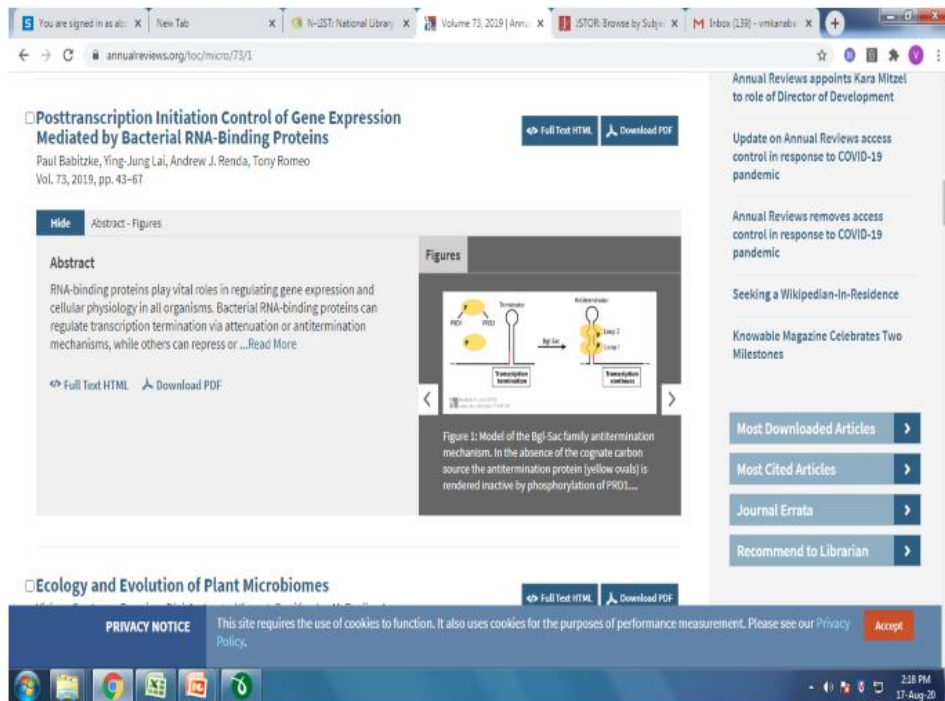 You are signed in as
New Tab
N-LIST: National Library
Volume 73, 2019 | Annu
JSTOR: Browse by Subje
Inbox (139) - vmkanaba
annualreviews.org/toc/micro/73/1
V
Posttranscription Initiation Control of Gene Expression
Mediated by Bacterial RNA-Binding Proteins
Full Text HTML
Download PDF
Paul Babitzke, Ying-Jung Lai, Andrew J. Renda, Tony Romeo
Vol. 73, 2019, pp. 43–67
Hide Abstract - Figures
Abstract
RNA-binding proteins play vital roles in regulating gene expression and
cellular physiology in all organisms. Bacterial RNA-binding proteins can
regulate transcription termination via attenuation or antitermination
mechanisms, while others can repress or ...Read More
Full Text HTML Download PDF
Figures
Terminator
Antiterminator
PRD1 PRD2
P
P
Bgl-Sac
Loop 2
Loop 1
Transcription
termination
Transcription
continues
Figure 1: Model of the Bgl-Sac family antitermination
mechanism. In the absence of the cognate carbon
source the antitermination protein (yellow ovals) is
rendered inactive by phosphorylation of PRD1....
Ecology and Evolution of Plant Microbiomes
Full Text HTML
Download PDF
Annual Reviews appoints Kara Mitzel
to role of Director of Development
Update on Annual Reviews access
control in response to COVID-19
pandemic
Annual Reviews removes access
control in response to COVID-19
pandemic
Seeking a Wikipedian-In-Residence
Knowable Magazine Celebrates Two
Milestones
Most Downloaded Articles
Most Cited Articles
Journal Errata
Recommend to Librarian
PRIVACY NOTICE
This site requires the use of cookies to function. It also uses cookies for the purposes of performance measurement. Please see our Privacy
Policy.
Accept
2:18 PM
17-Aug-20